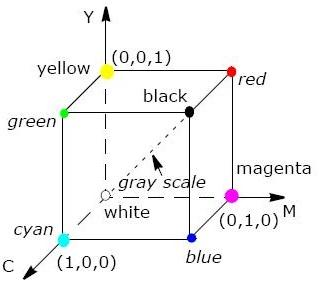 Y
(0,0,1)
yellow
red
black
green
magenta
gray scale
white
M
(0,1,0)
cyan
C
(1,0,0)
blue